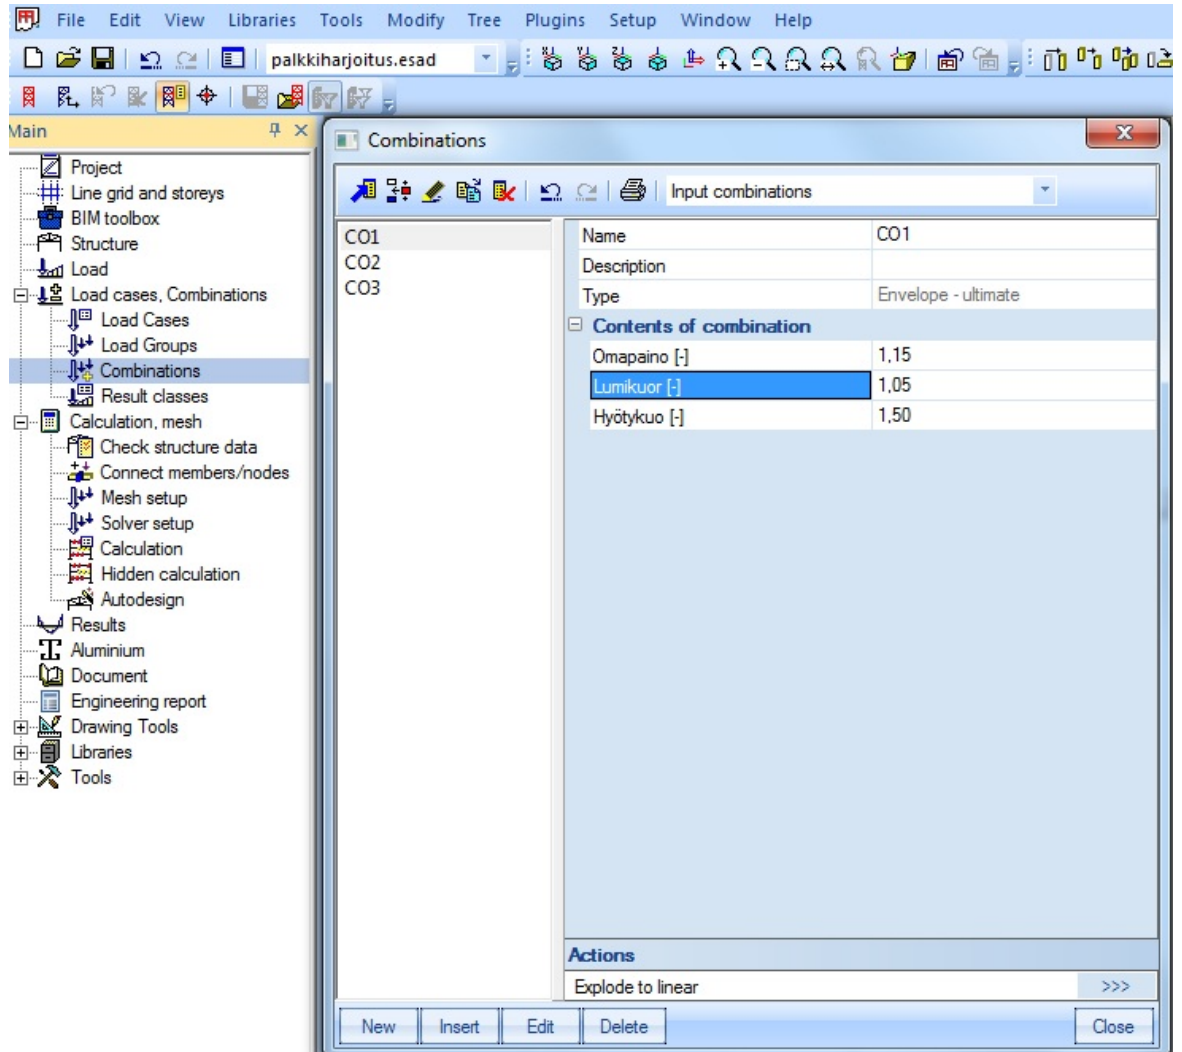 File Edit View Libraries Tools Modify Tree Plugins Setup Window Help
palkkiharjoitus.esad
Main
Project
Line grid and storeys
BIM toolbox
Structure
Load
Load cases, Combinations
Load Cases
Load Groups
Combinations
Result classes
Calculation, mesh
Check structure data
Connect members/nodes
Mesh setup
Solver setup
Calculation
Hidden calculation
Autodesign
Results
Aluminium
Document
Engineering report
Drawing Tools
Libraries
Tools
Combinations
Input combinations
CO1
CO2
CO3
Name CO1
Description
Type Envelope - ultimate
Contents of combination
Omapaino [-] 1,15
Lumikuor [-] 1,05
Hyötykuo [-] 1,50
Actions
Explode to linear >>>
New Insert Edit Delete Close